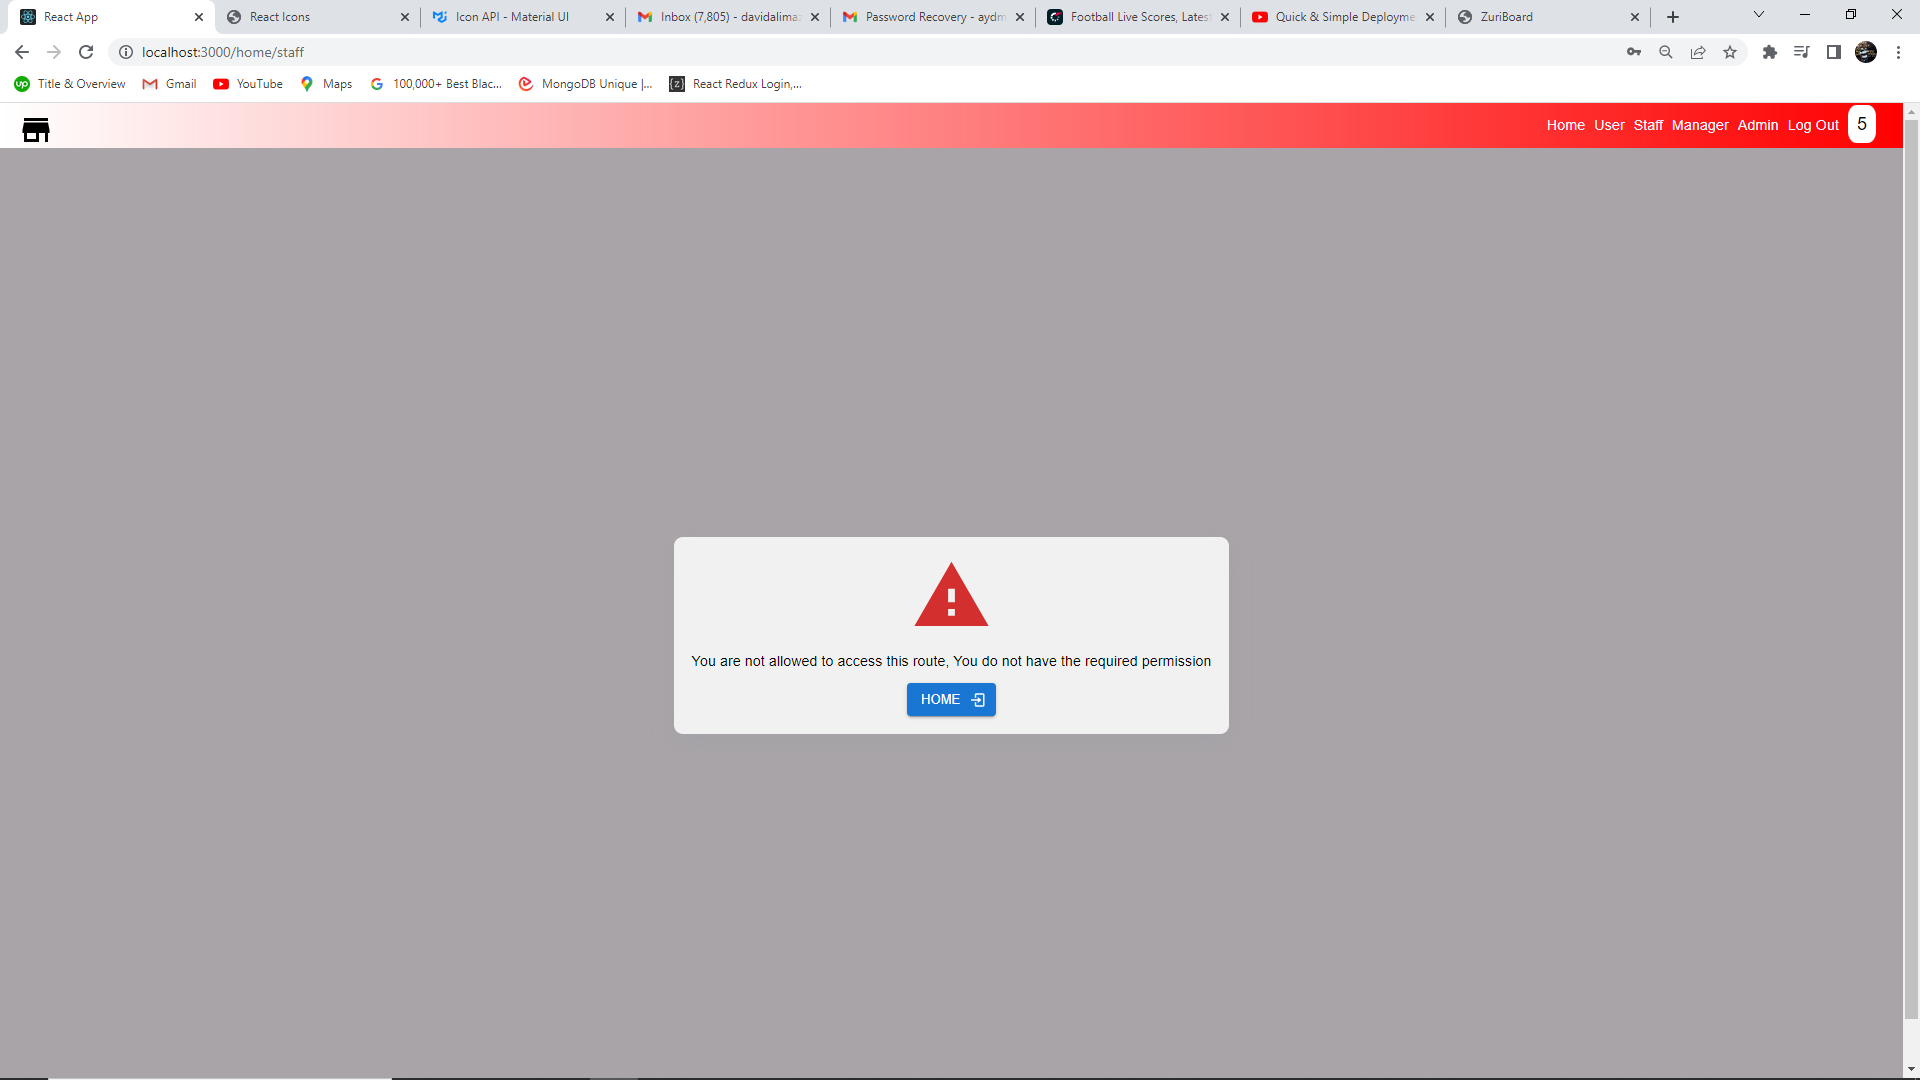 React App
React Icons
Icon API - Material UI
Inbox (7,805) - davidalimaz
Password Recovery - aydm
Football Live Scores, Latest
Quick & Simple Deployme
ZuriBoard
localhost:3000/home/staff
Title & Overview
Gmail
YouTube
Maps
100,000+ Best Blac...
MongoDB Unique |...
React Redux Login,...
Home User Staff Manager Admin Log Out 5
You are not allowed to access this route, You do not have the required permission
HOME